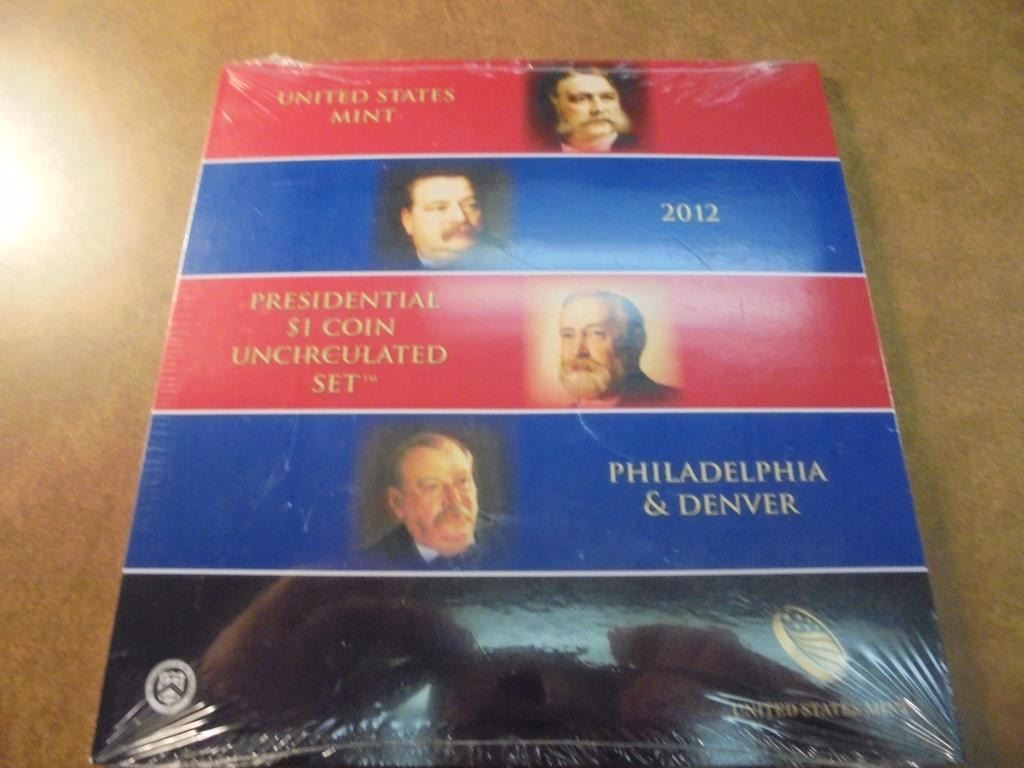 UNITED STATES
MINT
2012
PRESIDENTIAL
$1 COIN
UNCIRCULATED
SET™
PHILADELPHIA
& DENVER
UNITED STATES MINT